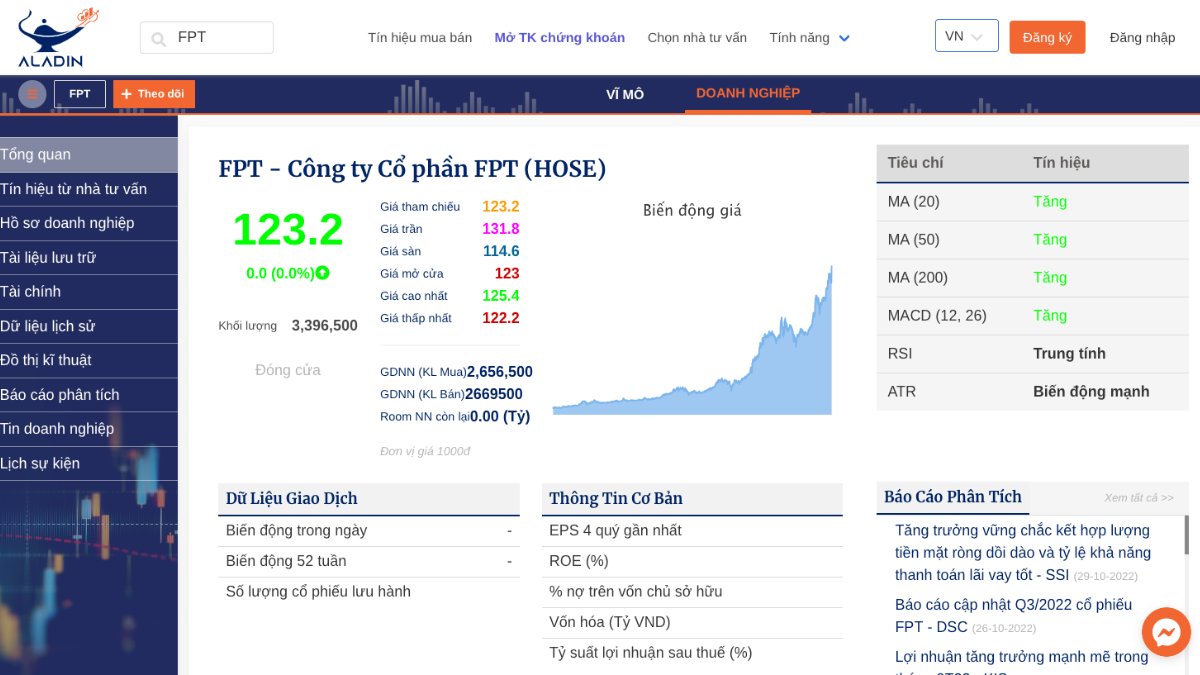 ALADIN
FPT
Tín hiệu mua bán
Mở TK chứng khoán
Chọn nhà tư vấn
Tính năng
VN
Đăng ký
Đăng nhập
FPT
+ Theo dõi
VĨ MÔ
DOANH NGHIỆP
Tổng quan
Tín hiệu từ nhà tư vấn
Hồ sơ doanh nghiệp
Tài liệu lưu trữ
Tài chính
Dữ liệu lịch sử
Đồ thị kĩ thuật
Báo cáo phân tích
Tin doanh nghiệp
Lịch sự kiện
FPT - Công ty Cổ phần FPT (HOSE)
123.2
0.0 (0.0%)
Khối lượng 3,396,500
Đóng cửa
Giá tham chiếu 123.2
Giá trần 131.8
Giá sàn 114.6
Giá mở cửa 123
Giá cao nhất 125.4
Giá thấp nhất 122.2
GDNN (KL Mua)2,656,500
GDNN (KL Bán)2669500
Room NN còn lại0.00 (Tỷ)
Đơn vị giá 1000đ
Biến động giá
Tiêu chí Tín hiệu
MA (20) Tăng
MA (50) Tăng
MA (200) Tăng
MACD (12, 26) Tăng
RSI Trung tính
ATR Biến động mạnh
Dữ Liệu Giao Dịch
Biến động trong ngày -
Biến động 52 tuần -
Số lượng cổ phiếu lưu hành
Thông Tin Cơ Bản
EPS 4 quý gần nhất
ROE (%)
% nợ trên vốn chủ sở hữu
Vốn hóa (Tỷ VND)
Tỷ suất lợi nhuận sau thuế (%)
Báo Cáo Phân Tích
Xem tất cả >>
Tăng trưởng vững chắc kết hợp lượng
tiền mặt ròng dồi dào và tỷ lệ khả năng
thanh toán lãi vay tốt - SSI (29-10-2022)
Báo cáo cập nhật Q3/2022 cổ phiếu
FPT - DSC (26-10-2022)
Lợi nhuận tăng trưởng mạnh mẽ trong